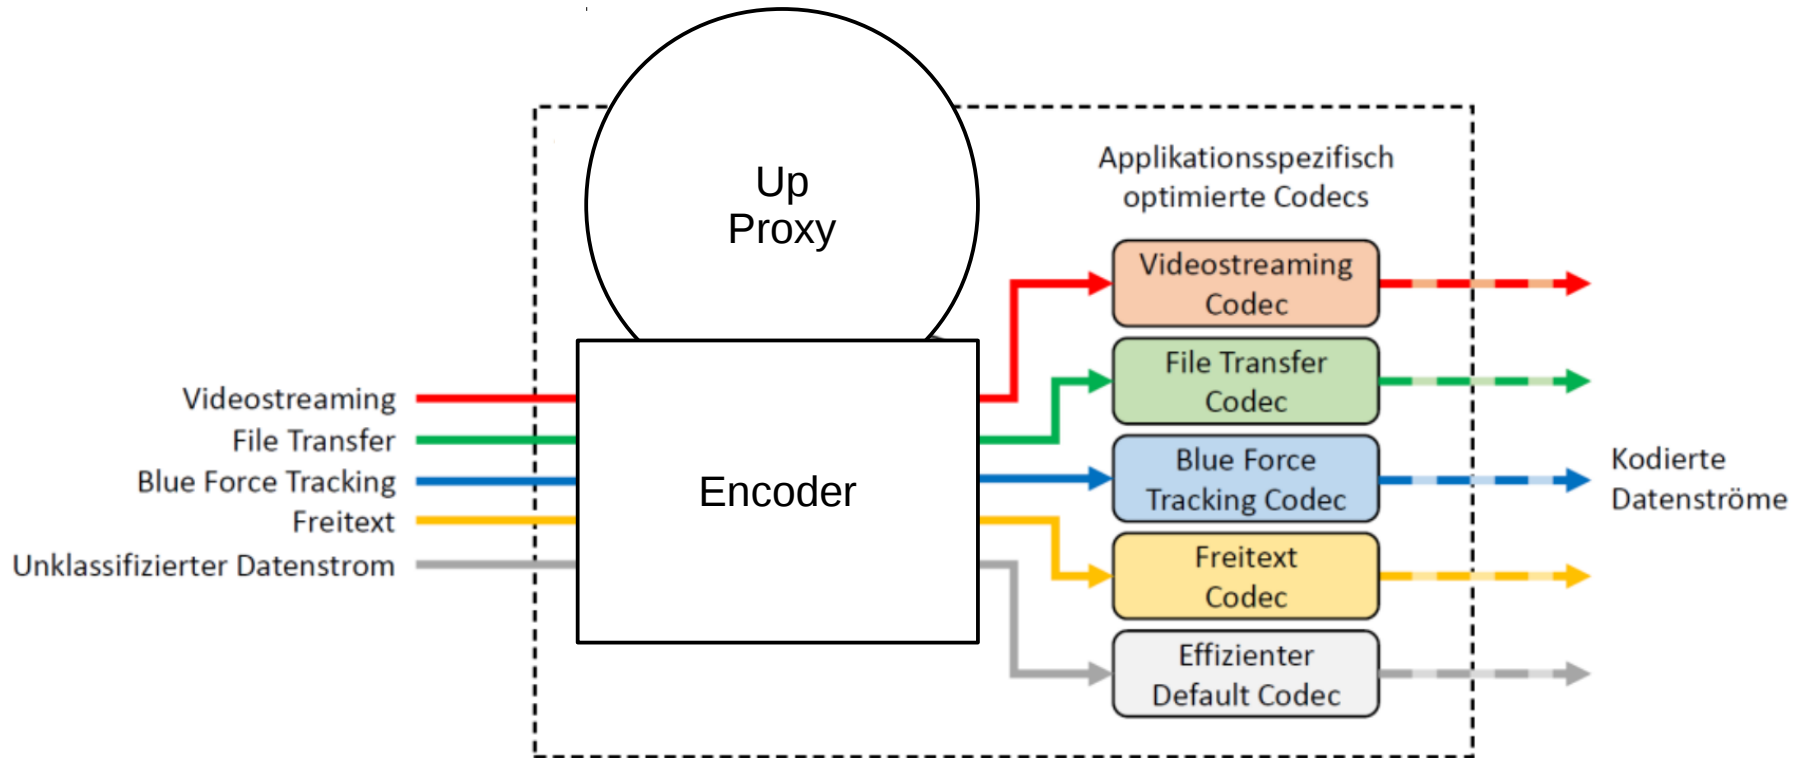 Up
Proxy
Applikationsspezifisch
optimierte Codecs
Videostreaming
Codec
File Transfer
Codec
Videostreaming
File Transfer
Blue Force Tracking
Freitext
Unklassifizierter Datenstrom
Encoder
Blue Force
Tracking Codec
Kodierte
Datenströme
Freitext
Codec
Effizienter
Default Codec